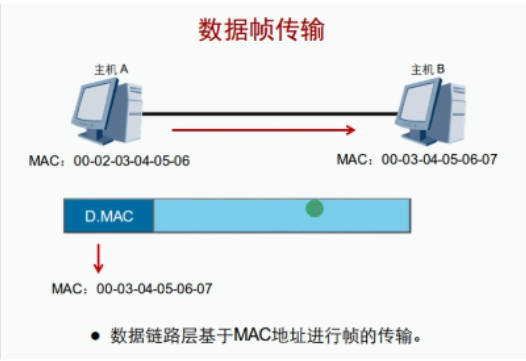 数据帧传输
主机 A
主机 B
MAC：00-02-03-04-05-06
MAC：00-03-04-05-06-07
D.MAC
MAC：00-03-04-05-06-07
● 数据链路层基于MAC地址进行帧的传输。